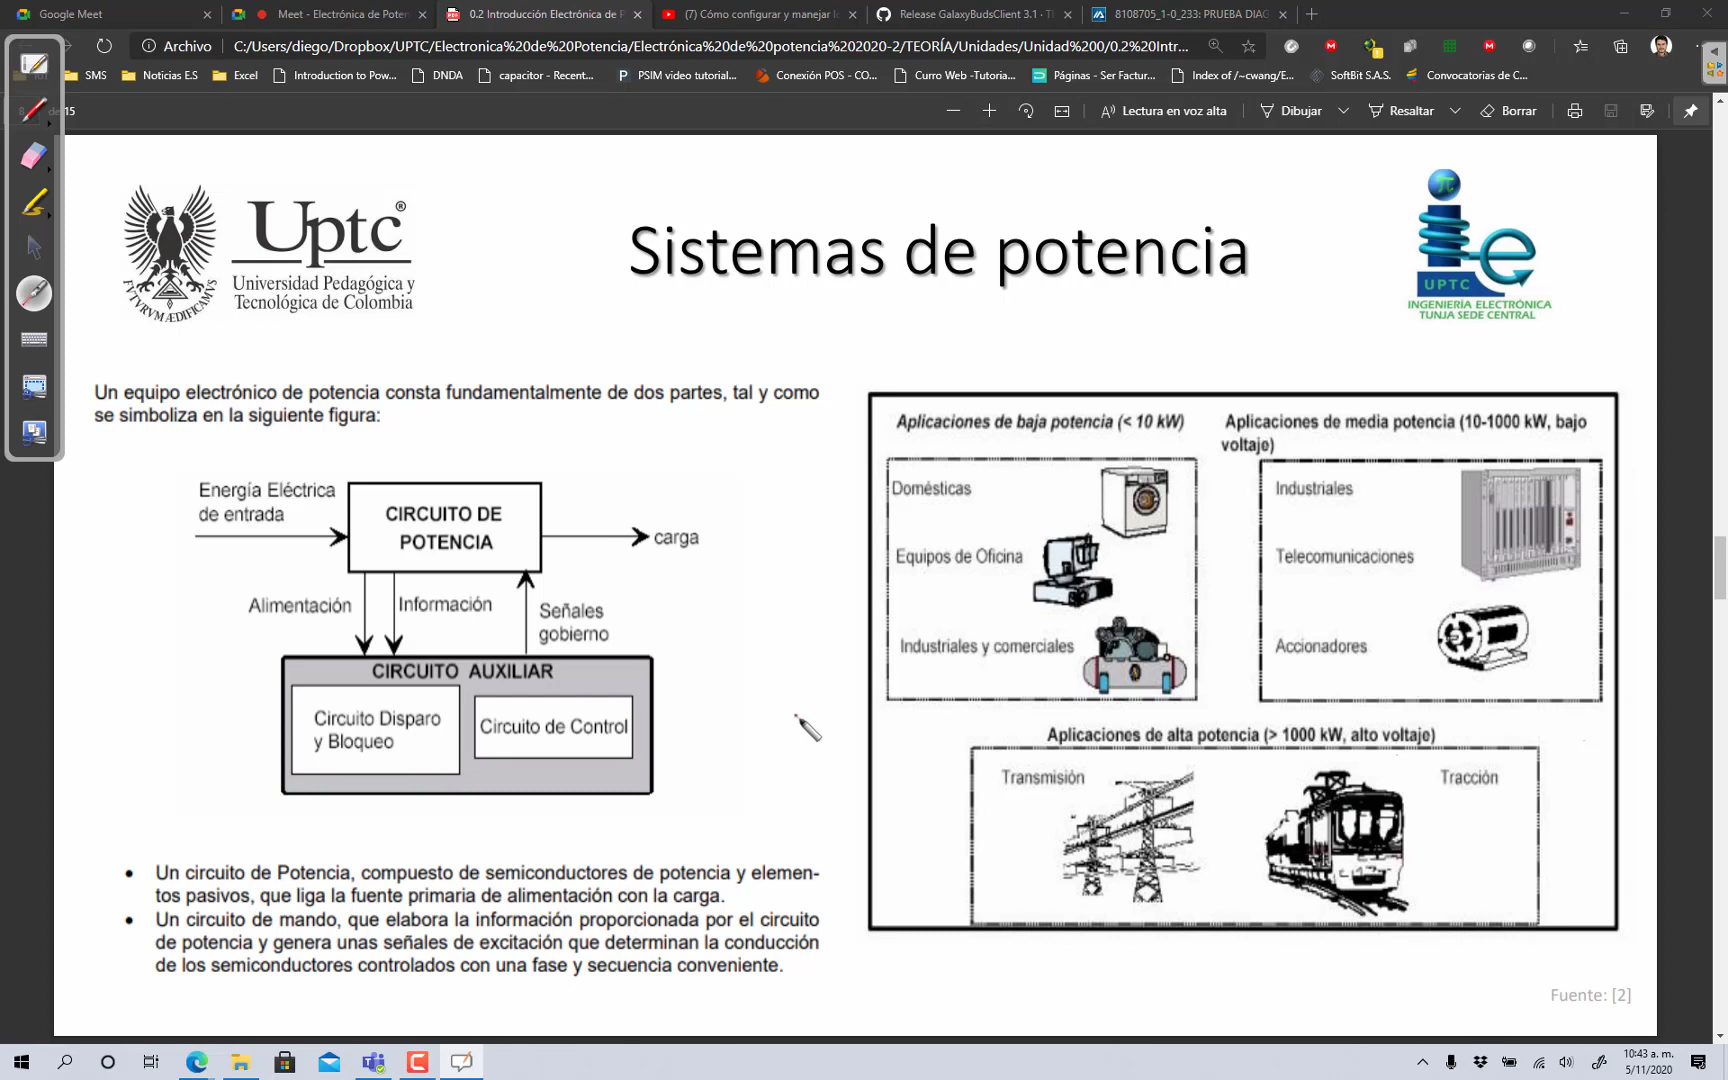 Google Meet
Meet - Electrónica de Poten
0.2 Introducción Electrónica de P
(7) Cómo configurar y manejar l
Release GalaxyBudsClient 3.1 · T
8108705_1-0_233: PRUEBA DIAG
Archivo
C:/Users/diego/Dropbox/UPTC/Electronica%20de%20Potencia/Electrónica%20de%20potencia%202020-2/TEORÍA/Unidades/Unidad%200/0.2%20Intr...
SMS
Noticias E.S
Excel
Introduction to Pow...
DNDA
capacitor - Recent...
PSIM video tutorial...
Conexión POS - CO...
Curro Web -Tutoria...
Páginas - Ser Factur...
Index of /~cwang/E...
SoftBit S.A.S.
Convocatorias de C...
8
de 15
Lectura en voz alta
Dibujar
Resaltar
Borrar
Uptc®
Universidad Pedagógica y
Tecnológica de Colombia
FVTVRVM ÆDIFICAMVS
Sistemas de potencia
π
UPTC
INGENIERÍA ELECTRÓNICA
TUNJA SEDE CENTRAL
Un equipo electrónico de potencia consta fundamentalmente de dos partes, tal y como
se simboliza en la siguiente figura:
Energía Eléctrica
de entrada
CIRCUITO DE
POTENCIA
carga
Alimentación
Información
Señales
gobierno
CIRCUITO AUXILIAR
Circuito Disparo
y Bloqueo
Circuito de Control
• Un circuito de Potencia, compuesto de semiconductores de potencia y elemen-
tos pasivos, que liga la fuente primaria de alimentación con la carga.
• Un circuito de mando, que elabora la información proporcionada por el circuito
de potencia y genera unas señales de excitación que determinan la conducción
de los semiconductores controlados con una fase y secuencia conveniente.
Aplicaciones de baja potencia (< 10 kW)
Domésticas
Equipos de Oficina
Industriales y comerciales
Aplicaciones de media potencia (10-1000 kW, bajo
voltaje)
Industriales
Telecomunicaciones
Accionadores
Aplicaciones de alta potencia (> 1000 kW, alto voltaje)
Transmisión
Tracción
Fuente: [2]
10:43 a. m.
5/11/2020